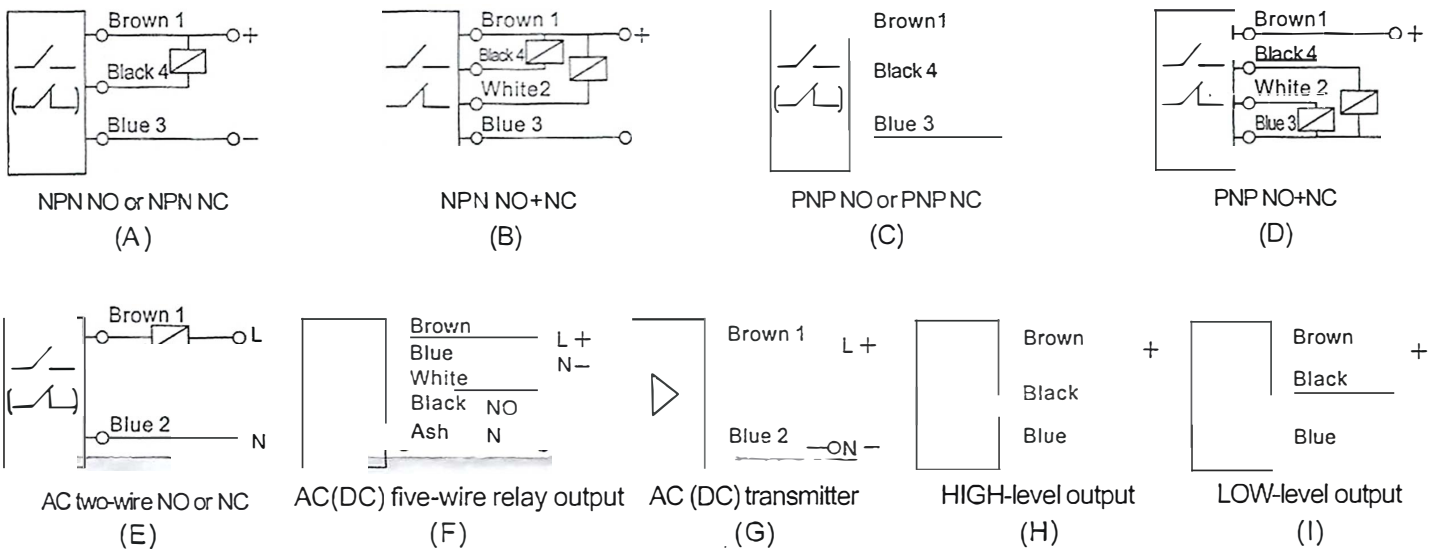 Brown 1
+
Black 4
Blue 3
−
NPN NO or NPN NC
(A)
Brown 1
+
Black 4
White2
Blue 3
NPN NO+NC
(B)
Brown1
Black 4
Blue 3
PNP NO or PNP NC
(C)
Brown1
+
Black 4
White 2
Blue 3
PNP NO+NC
(D)
Brown 1
L
Blue 2
N
AC two-wire NO or NC
(E)
Brown
L +
Blue
N−
White
Black NO
Ash N
AC(DC) five-wire relay output
(F)
Brown 1
L +
Blue 2
N −
AC (DC) transmitter
(G)
Brown
+
Black
Blue
HIGH-level output
(H)
Brown
+
Black
Blue
LOW-level output
(I)